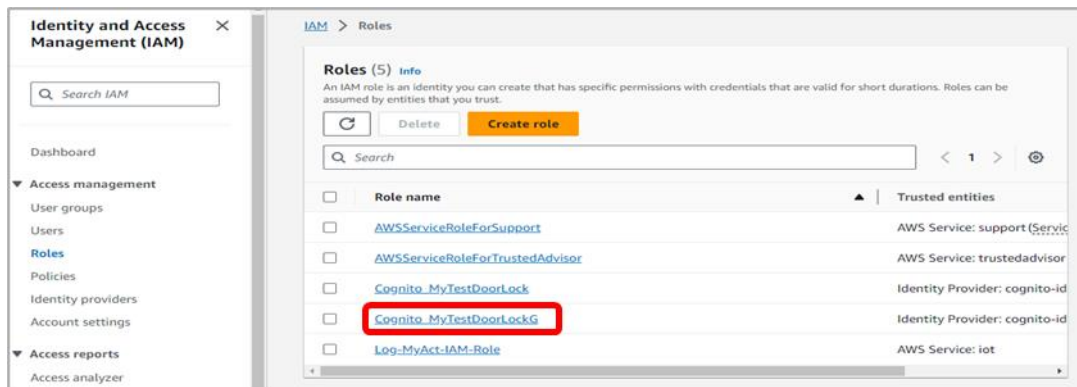 Identity and Access
Management (IAM)
Search IAM
Dashboard
Access management
User groups
Users
Roles
Policies
Identity providers
Account settings
Access reports
Access analyzer
IAM > Roles
Roles (5) Info
An IAM role is an identity you can create that has specific permissions with credentials that are valid for short durations. Roles can be
assumed by entities that you trust.
Delete Create role
Search
< 1 >
Role name Trusted entities
AWSServiceRoleForSupport AWS Service: support (Servic
AWSServiceRoleForTrustedAdvisor AWS Service: trustedadvisor
Cognito_MyTestDoorLock Identity Provider: cognito-id
Cognito_MyTestDoorLockG Identity Provider: cognito-id
Log-MyAct-IAM-Role AWS Service: iot